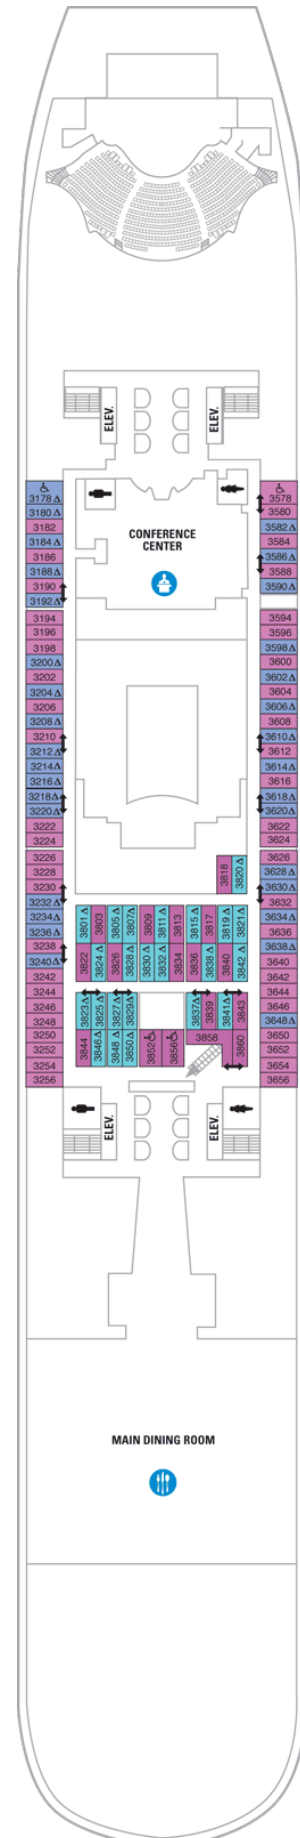 ELEV.
ELEV.
CONFERENCE
CENTER
3178 Δ
3180 Δ
3182
3184 Δ
3186
3188 Δ
3190
3192 Δ
3194
3196
3198
3200 Δ
3202
3204 Δ
3206
3208 Δ
3210
3212 Δ
3214 Δ
3216 Δ
3218 Δ
3220 Δ
3222
3224
3226
3228
3230
3232 Δ
3234 Δ
3236 Δ
3238
3240 Δ
3242
3244
3246
3248
3250
3252
3254
3256
3578
3580
3582 Δ
3584
3586 Δ
3588
3590 Δ
3594
3596
3598 Δ
3600
3602 Δ
3604
3606 Δ
3608
3610 Δ
3612
3614 Δ
3616
3618 Δ
3620 Δ
3622
3624
3626
3628 Δ
3630 Δ
3632
3634 Δ
3636
3638 Δ
3640
3642
3644
3646
3648 Δ
3650
3652
3654
3656
3818
3820 Δ
3801 Δ
3803
3805 Δ
3807 Δ
3809
3811 Δ
3813
3815 Δ
3817
3819 Δ
3821 Δ
3822
3824 Δ
3826
3828 Δ
3830 Δ
3832 Δ
3834
3836
3838 Δ
3840
3842 Δ
3823 Δ
3825 Δ
3827 Δ
3829 Δ
3837 Δ
3839
3841 Δ
3843
3844
3846 Δ
3848 Δ
3850 Δ
3852
3856
3858
3860
ELEV.
ELEV.
MAIN DINING ROOM